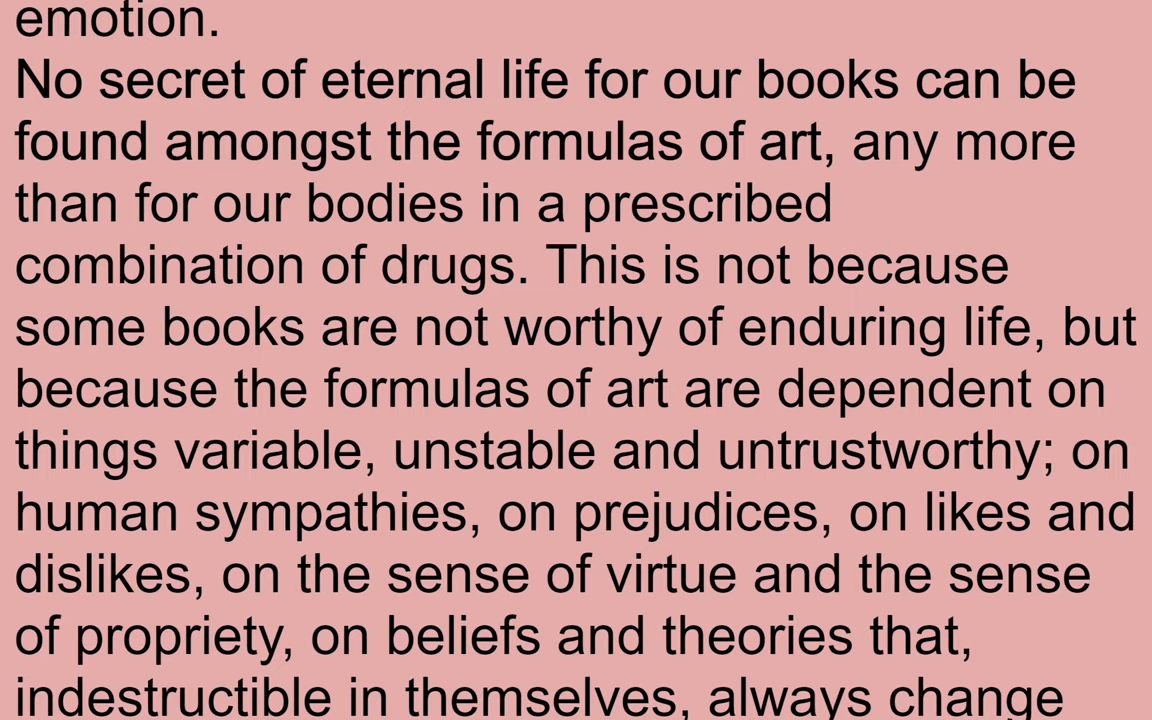 emotion.
No secret of eternal life for our books can be
found amongst the formulas of art, any more
than for our bodies in a prescribed
combination of drugs. This is not because
some books are not worthy of enduring life, but
because the formulas of art are dependent on
things variable, unstable and untrustworthy; on
human sympathies, on prejudices, on likes and
dislikes, on the sense of virtue and the sense
of propriety, on beliefs and theories that,
indestructible in themselves, always change